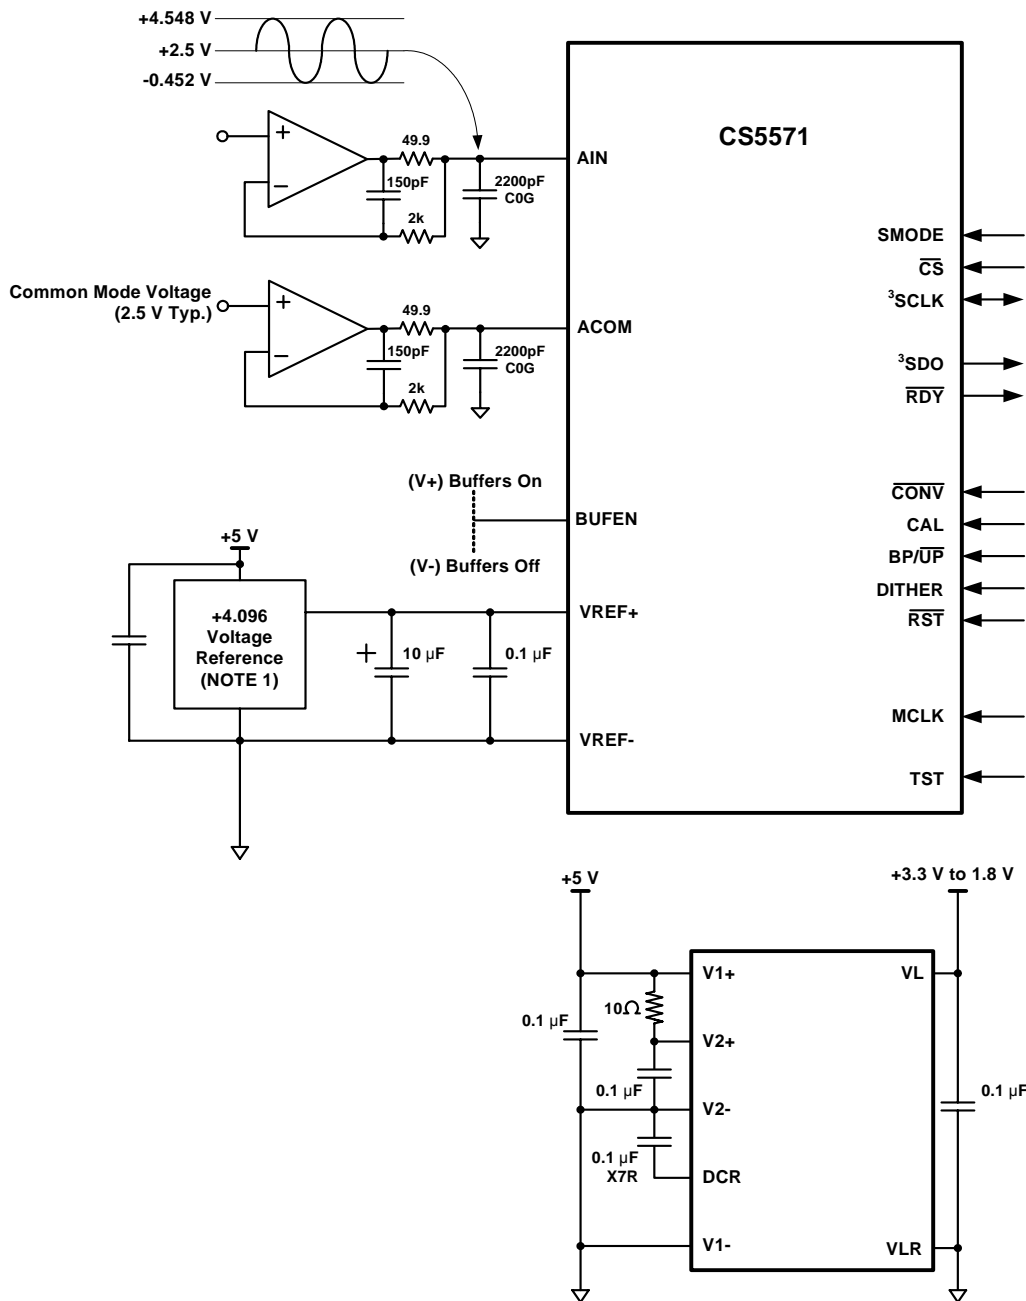 +4.548 V
+2.5 V
-0.452 V
CS5571
49.9
AIN
150pF
2200pF
C0G
2k
SMODE
CS
Common Mode Voltage
(2.5 V Typ.)
49.9
ACOM
3SCLK
150pF
2200pF
C0G
2k
3SDO
RDY
(V+) Buffers On
BUFEN
(V-) Buffers Off
CONV
CAL
BP/UP
DITHER
RST
+5 V
+4.096
Voltage
Reference
(NOTE 1)
10 µF
0.1 µF
VREF+
VREF-
MCLK
TST
+5 V
+3.3 V to 1.8 V
V1+
VL
10Ω
0.1 µF
V2+
0.1 µF
0.1 µF
V2-
0.1 µF
X7R
DCR
V1-
VLR
+
−
+
−
+